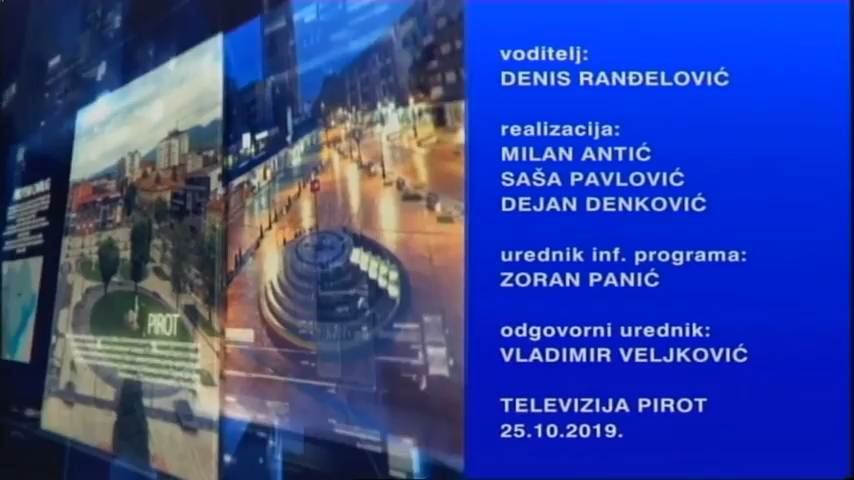 PIROT
voditelj:
DENIS RANĐELOVIĆ
realizacija:
MILAN ANTIĆ
SAŠA PAVLOVIĆ
DEJAN DENKOVIĆ
urednik inf. programa:
ZORAN PANIĆ
odgovorni urednik:
VLADIMIR VELJKOVIĆ
TELEVIZIJA PIROT
25.10.2019.